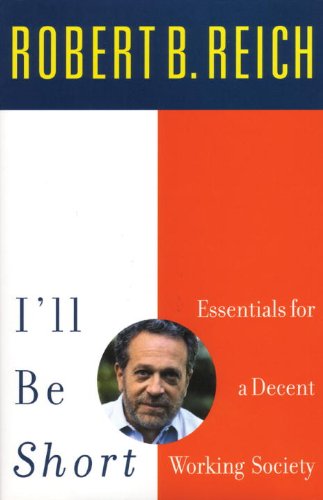 ROBERT B. REICH
I'll
Be
Short
Essentials for
a Decent
Working Society